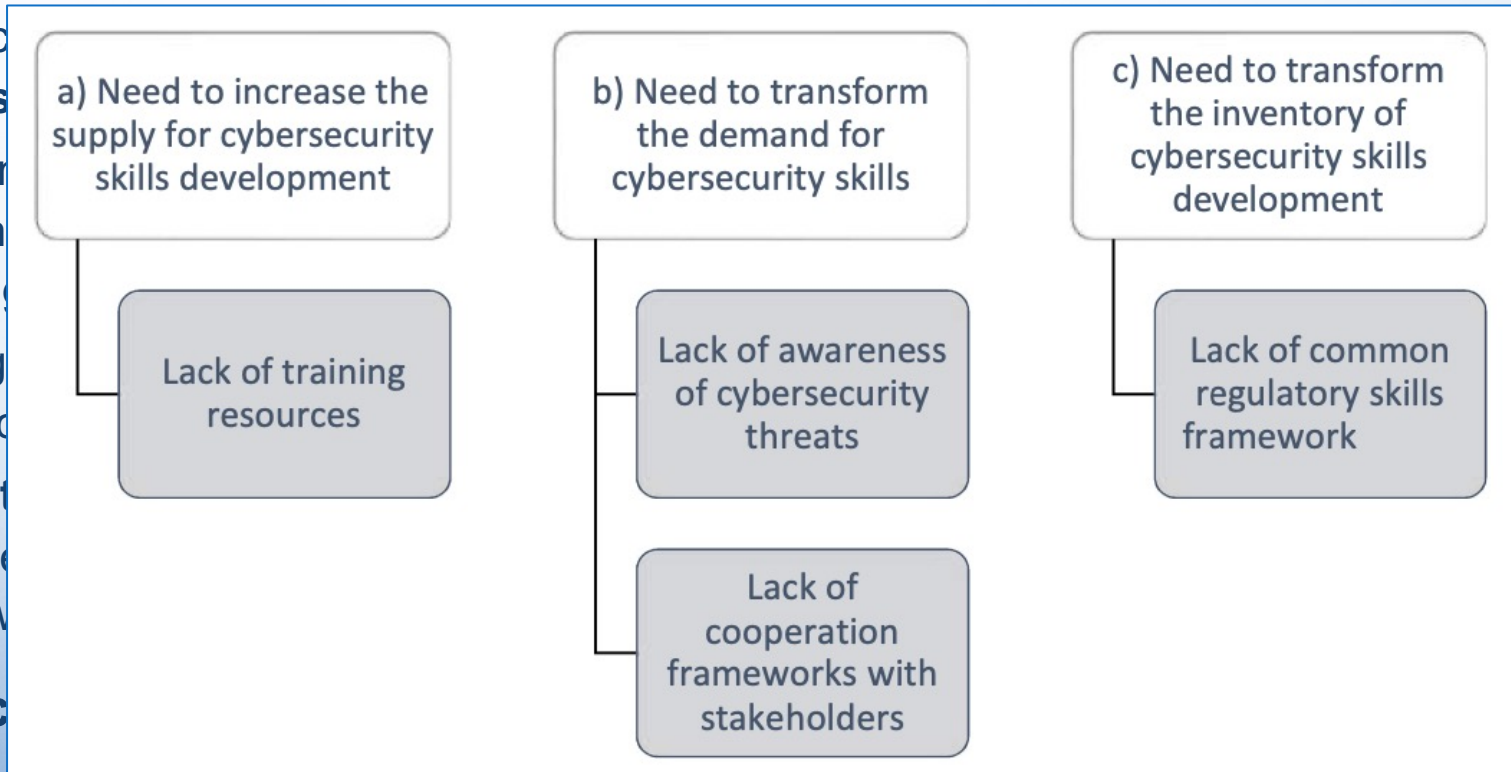 a) Need to increase the
supply for cybersecurity
skills development
Lack of training
resources
b) Need to transform
the demand for
cybersecurity skills
Lack of awareness
of cybersecurity
threats
Lack of
cooperation
frameworks with
stakeholders
c) Need to transform
the inventory of
cybersecurity skills
development
Lack of common
regulatory skills
framework